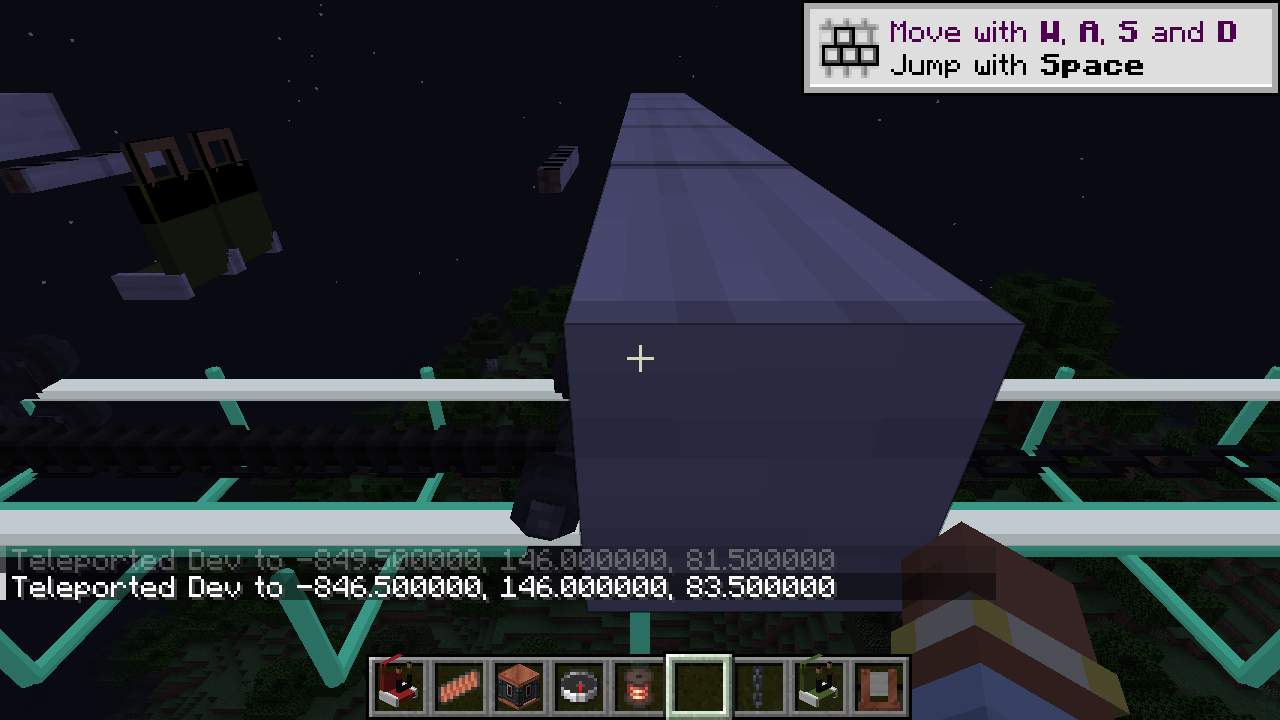 Move with W, A, S and D
Jump with Space
Teleported Dev to -849.500000, 146.000000, 81.500000
Teleported Dev to -846.500000, 146.000000, 83.500000